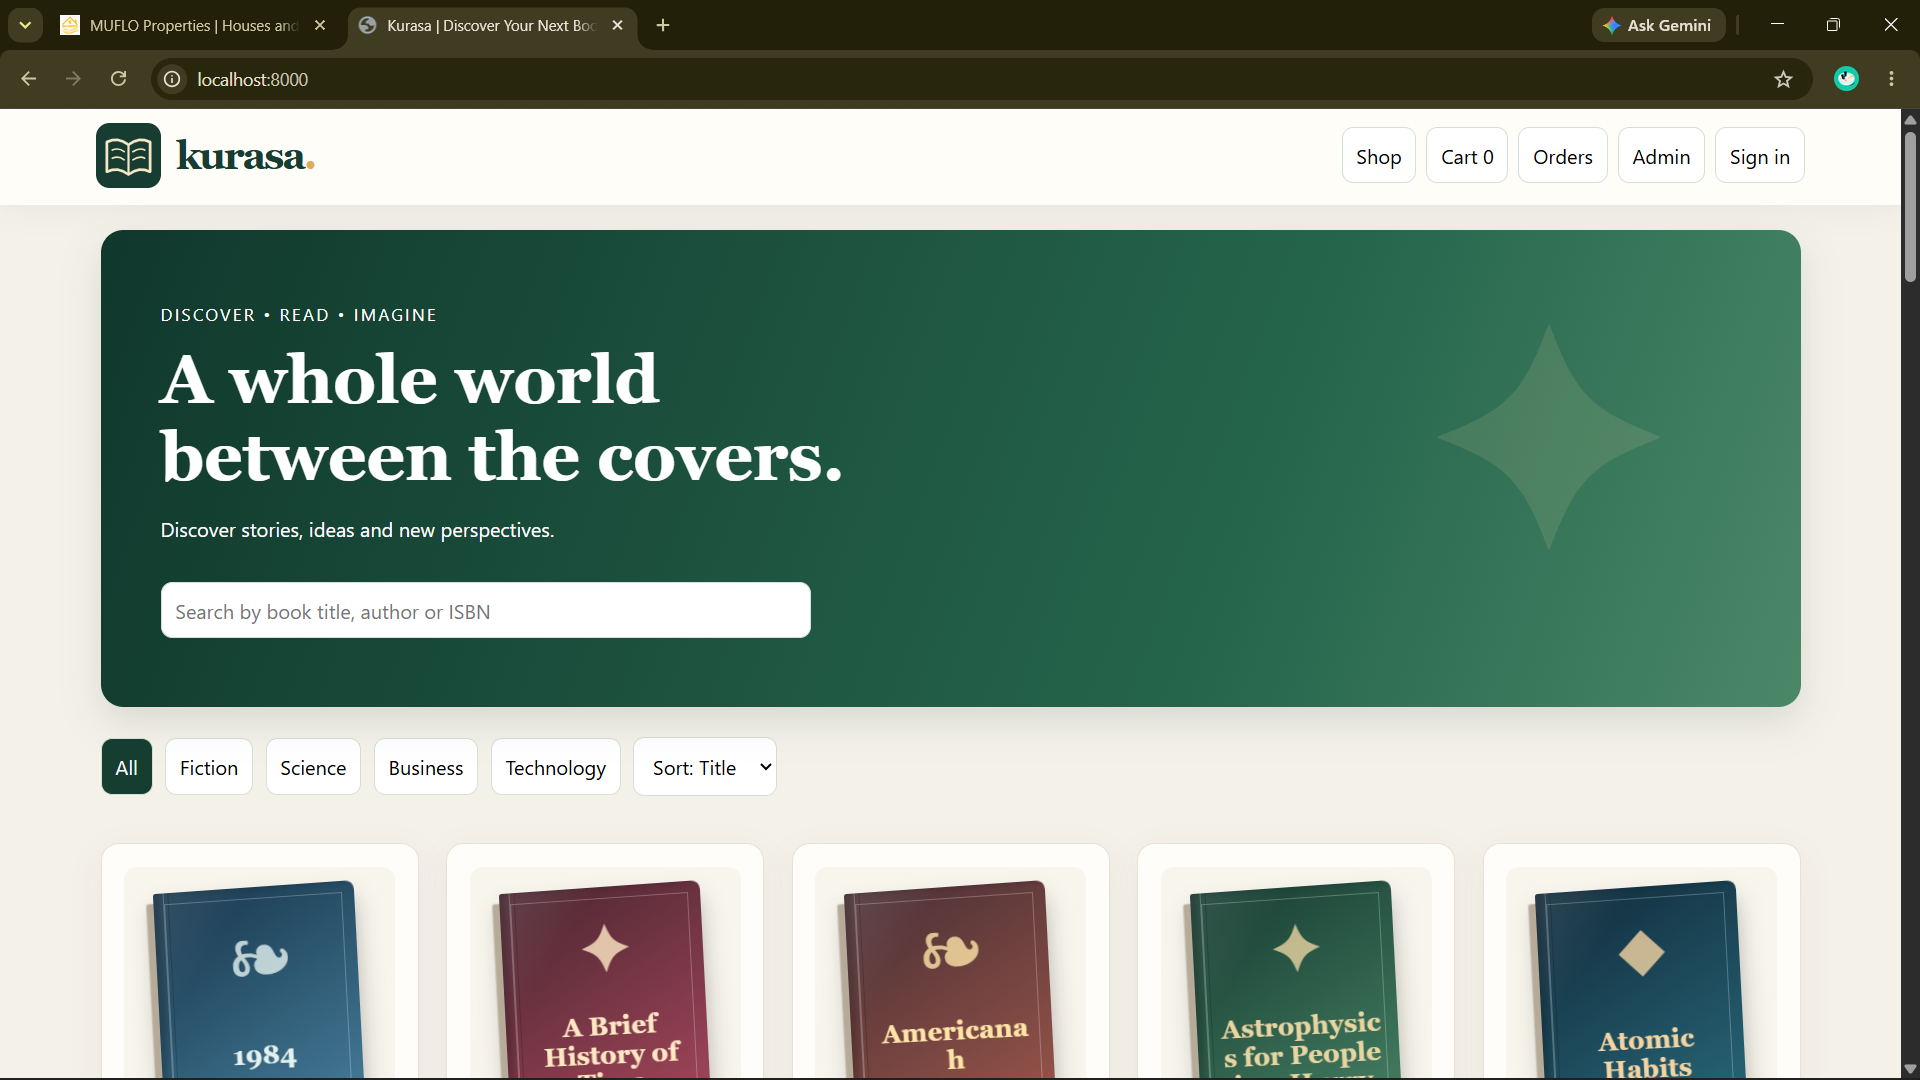 MUFLO Properties | Houses and
Kurasa | Discover Your Next Boo
Ask Gemini
localhost:8000
kurasa.
Shop
Cart 0
Orders
Admin
Sign in
DISCOVER • READ • IMAGINE
A whole world
between the covers.
Discover stories, ideas and new perspectives.
Search by book title, author or ISBN
All
Fiction
Science
Business
Technology
Sort: Title
1984
A Brief
History of
Americana
h
Astrophysic
s for People
Atomic
Habits